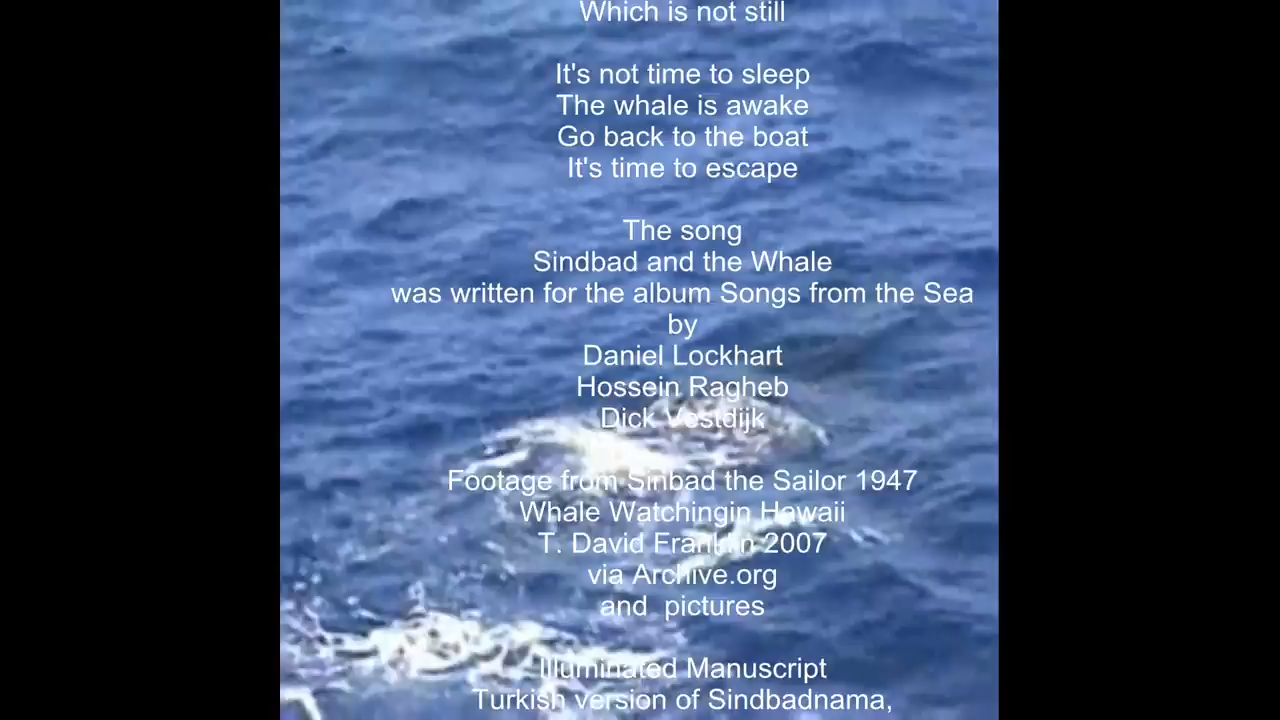 Which is not still
It's not time to sleep
The whale is awake
Go back to the boat
It's time to escape
The song
Sindbad and the Whale
was written for the album Songs from the Sea
by
Daniel Lockhart
Hossein Ragheb
Dick Vestdijk
Footage from Sinbad the Sailor 1947
Whale Watchingin Hawaii
T. David Franklin 2007
via Archive.org
and  pictures
Illuminated Manuscript
Turkish version of Sindbadnama,